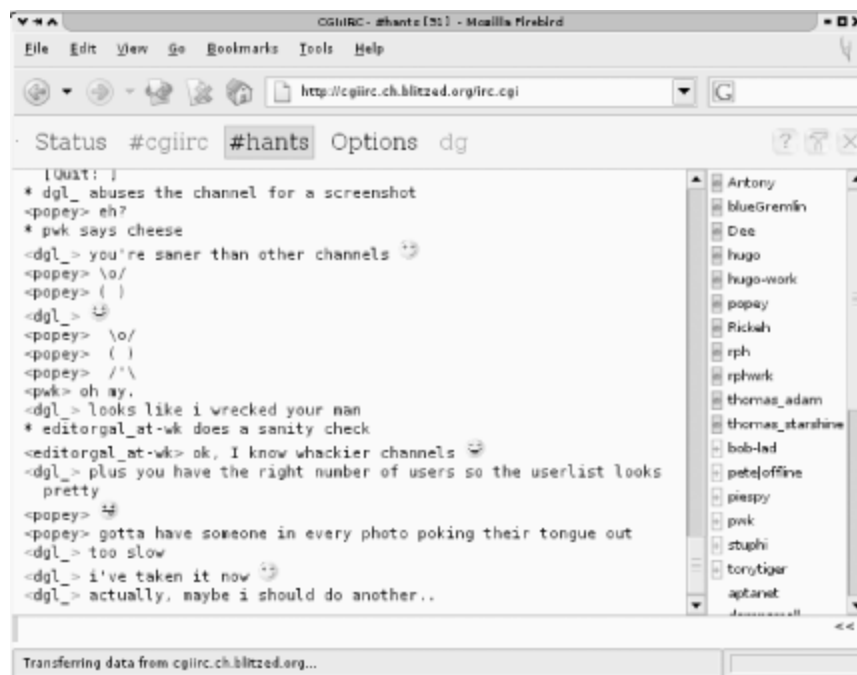 CGI:IRC - #hants [31] - Mozilla Firebird
File Edit View Go Bookmarks Tools Help
http://cgiirc.ch.blitzed.org/irc.cgi
G
Status #cgiirc #hants Options dg
[Quit: ]
* dgl_ abuses the channel for a screenshot
<popey> eh?
* pwk says cheese
<dgl_> you're saner than other channels
<popey> \o/
<popey> ( )
<dgl_>
<popey>  \o/
<popey>  ( )
<popey>  /'\
<pwk> oh my.
<dgl_> looks like i wrecked your man
* editorgal_at-wk does a sanity check
<editorgal_at-wk> ok, I know whackier channels
<dgl_> plus you have the right number of users so the userlist looks
pretty
<popey>
<popey> gotta have someone in every photo poking their tongue out
<dgl_> too slow
<dgl_> i've taken it now
<dgl_> actually, maybe i should do another..
Antony
blueGremlin
Dee
hugo
hugo-work
popey
Rickeh
rph
rphwrk
thomas_adam
thomas_starshine
bob-lad
pete|offline
piespy
pwk
stuphi
tonytiger
aptanet
<<
Transferring data from cgiirc.ch.blitzed.org...